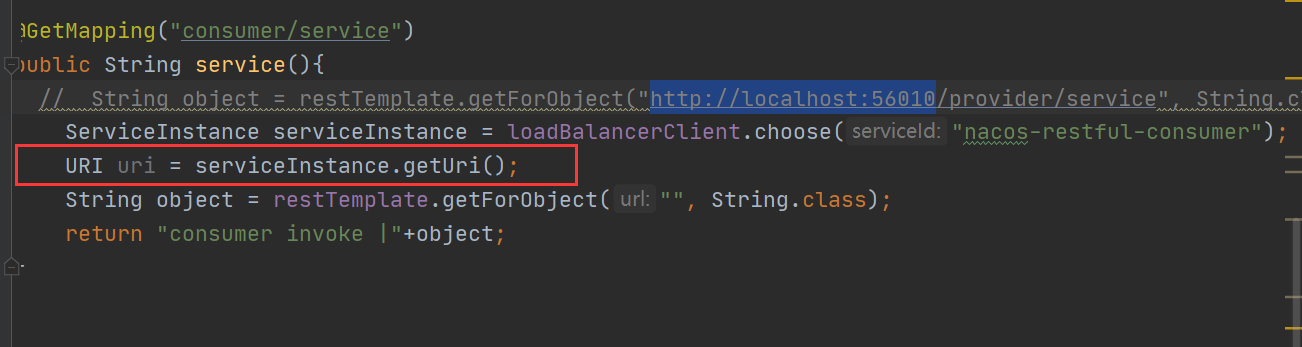 @GetMapping("consumer/service")
public String service(){
//  String object = restTemplate.getForObject("http://localhost:56010/provider/service", String.cl
ServiceInstance serviceInstance = loadBalancerClient.choose( serviceId: "nacos-restful-consumer");
URI uri = serviceInstance.getUri();
String object = restTemplate.getForObject( url: "", String.class);
return "consumer invoke |"+object;